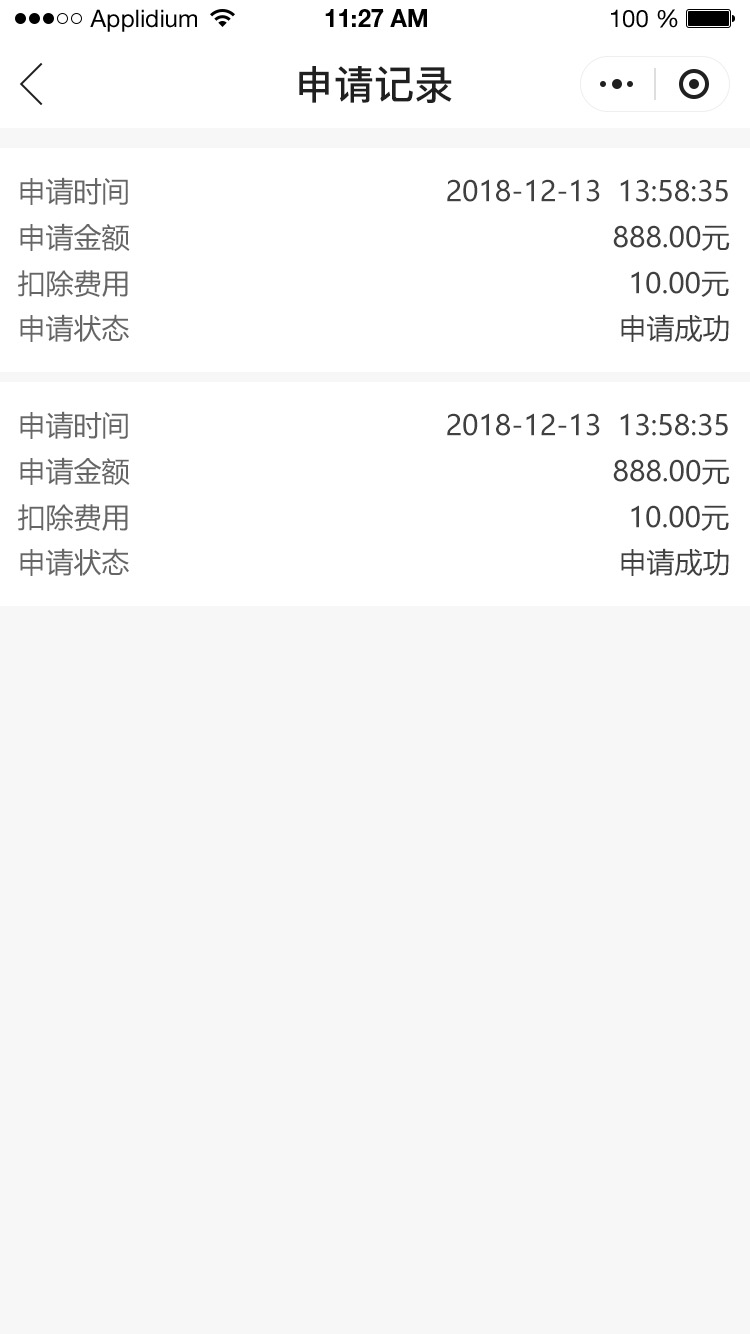 Applidium 11:27 AM 100 %
申请记录
申请时间 2018-12-13 13:58:35
申请金额 888.00元
扣除费用 10.00元
申请状态 申请成功
申请时间 2018-12-13 13:58:35
申请金额 888.00元
扣除费用 10.00元
申请状态 申请成功